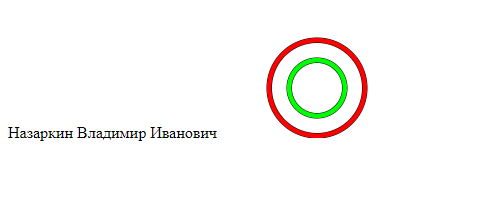 Назаркин Владимир Иванович